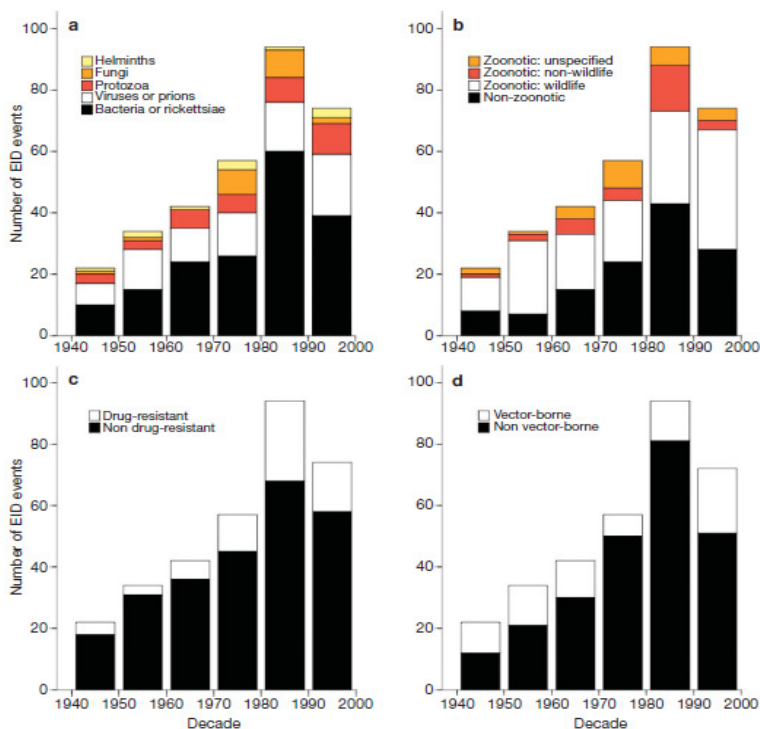 a
Helminths
Fungi
Protozoa
Viruses or prions
Bacteria or rickettsiae
Number of EID events
100
80
60
40
20
0
1940 1950 1960 1970 1980 1990 2000
b
Zoonotic: unspecified
Zoonotic: non-wildlife
Zoonotic: wildlife
Non-zoonotic
100
80
60
40
20
0
1940 1950 1960 1970 1980 1990 2000
c
Drug-resistant
Non drug-resistant
Number of EID events
100
80
60
40
20
0
1940 1950 1960 1970 1980 1990 2000
Decade
d
Vector-borne
Non vector-borne
100
80
60
40
20
0
1940 1950 1960 1970 1980 1990 2000
Decade